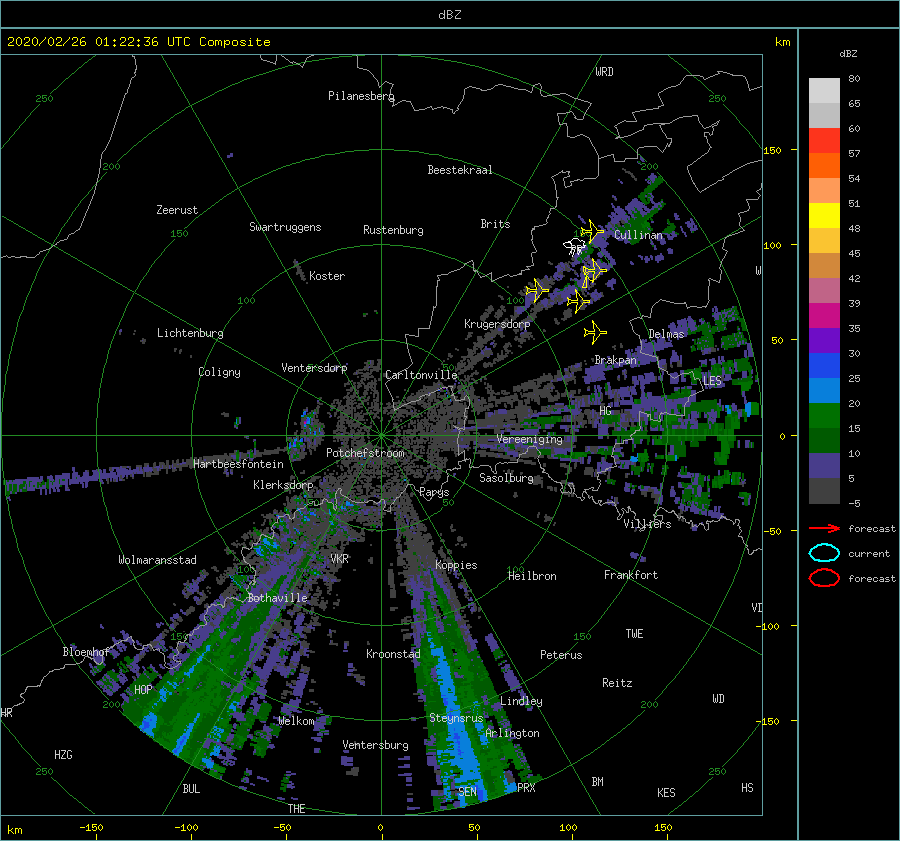 dBZ
2020/02/26 01:22:36 UTC Composite
km
dBZ
WRD
80
250
Pilanesberg
250
65
60
150
57
200
Beestekraal
200
54
Zeerust
51
150
Swartruggens
Rustenburg
Brits
Cullinan
48
100
45
W
Koster
42
100
100
39
Krugersdorp
35
Lichtenburg
Delmas
50
30
Brakpan
Coligny
Ventersdorp
Carltonville
LES
25
HG
20
0
15
Vereeniging
Potchefstroom
10
Hartbeesfontein
Sasolburg
5
Klerksdorp
Parys
50
50
-5
Villiers
forecast
-50
Wolmaransstad
VKR
current
Koppies
100
100
Heilbron
Frankfort
forecast
Bothaville
VD
-100
150
150
TWE
Bloemhof
Kroonstad
Peterus
Reitz
HOP
Lindley
WD
200
200
HR
Welkom
Steynsrus
-150
Arlington
HZG
Ventersburg
250
250
BUL
SEN
PRX
BM
KES
HS
THE
km
-150
-100
-50
0
50
100
150